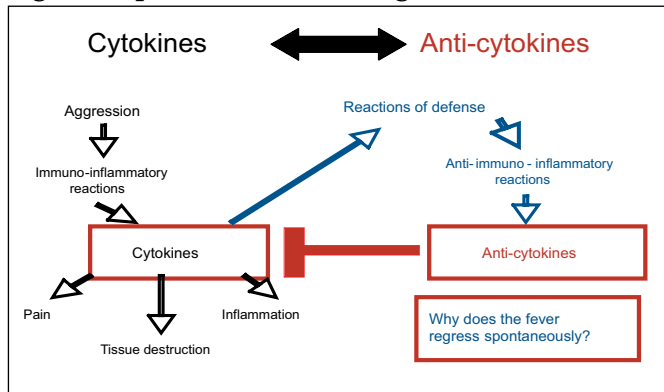 Cytokines
Anti-cytokines
Aggression
Reactions of defense
Immuno-inflammatory
reactions
Anti-immuno-inflammatory
reactions
Cytokines
Anti-cytokines
Pain
Inflammation
Tissue destruction
Why does the fever
regress spontaneously?